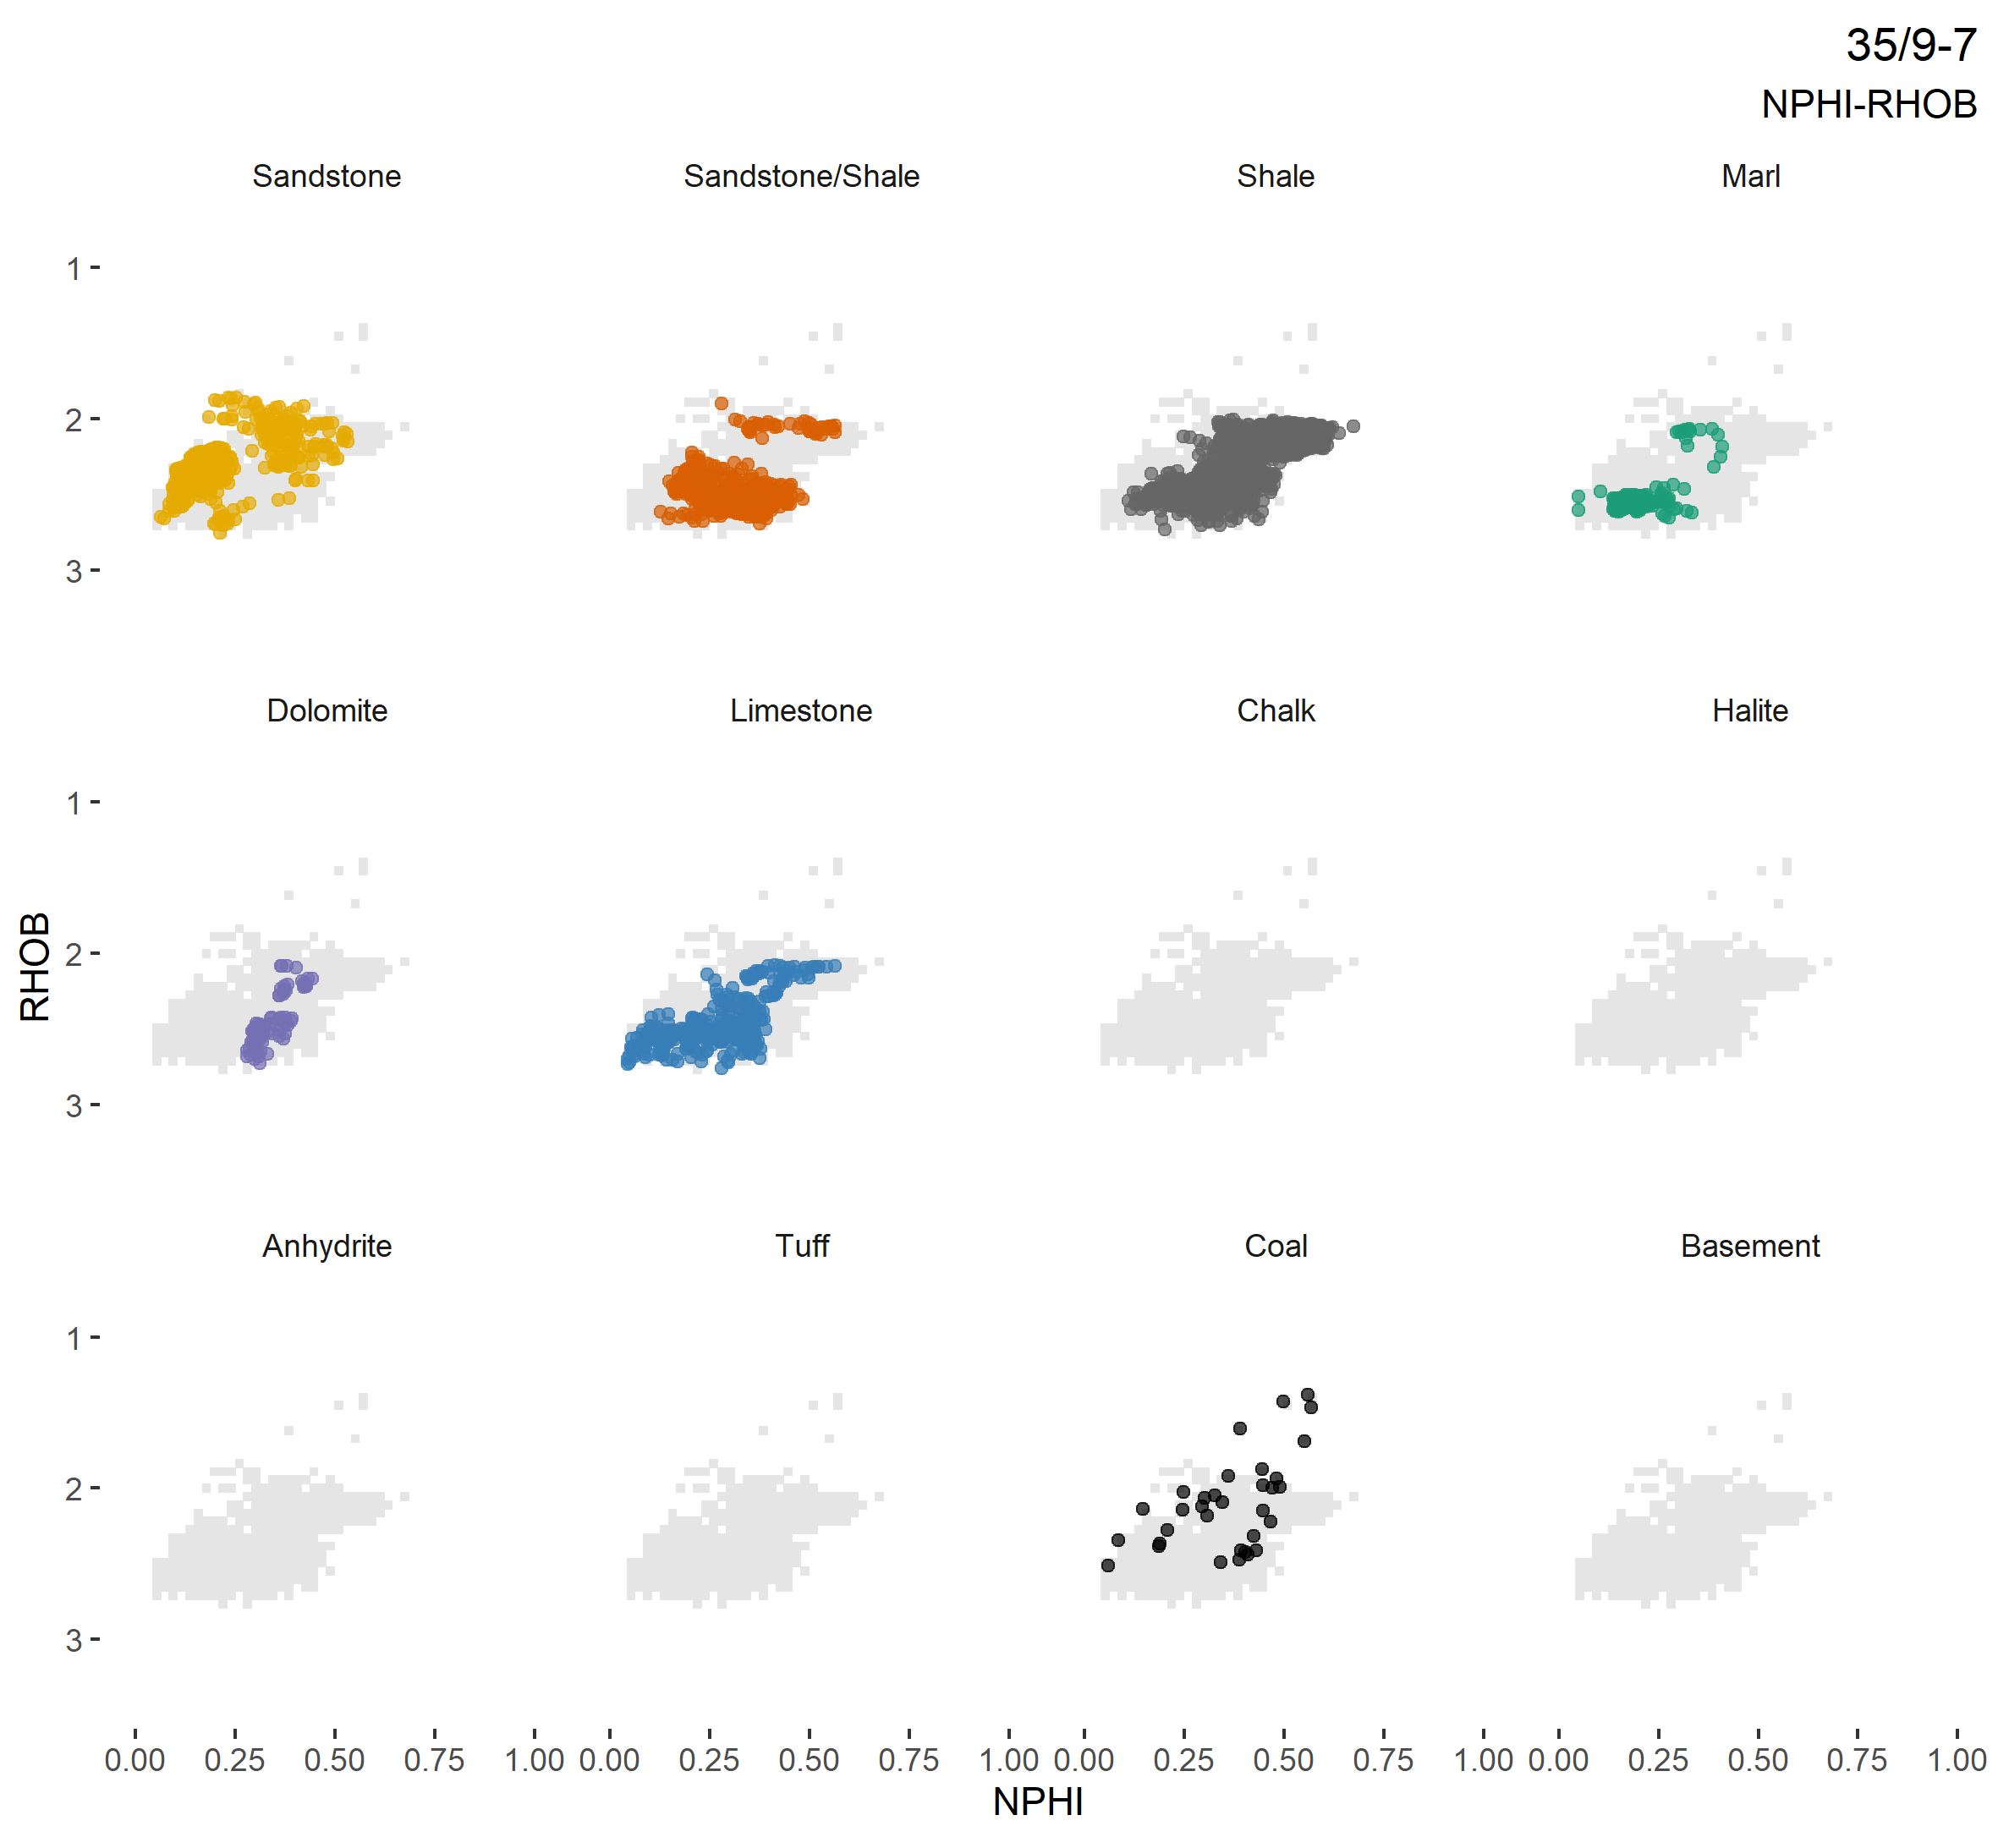 35/9-7
NPHI-RHOB
Sandstone Sandstone/Shale Shale Marl
1
2
3
Dolomite Limestone Chalk Halite
1
2
3
RHOB
Anhydrite Tuff Coal Basement
1
2
3
0.00 0.25 0.50 0.75 1.00 0.00 0.25 0.50 0.75 1.00 0.00 0.25 0.50 0.75 1.00 0.00 0.25 0.50 0.75 1.00
NPHI